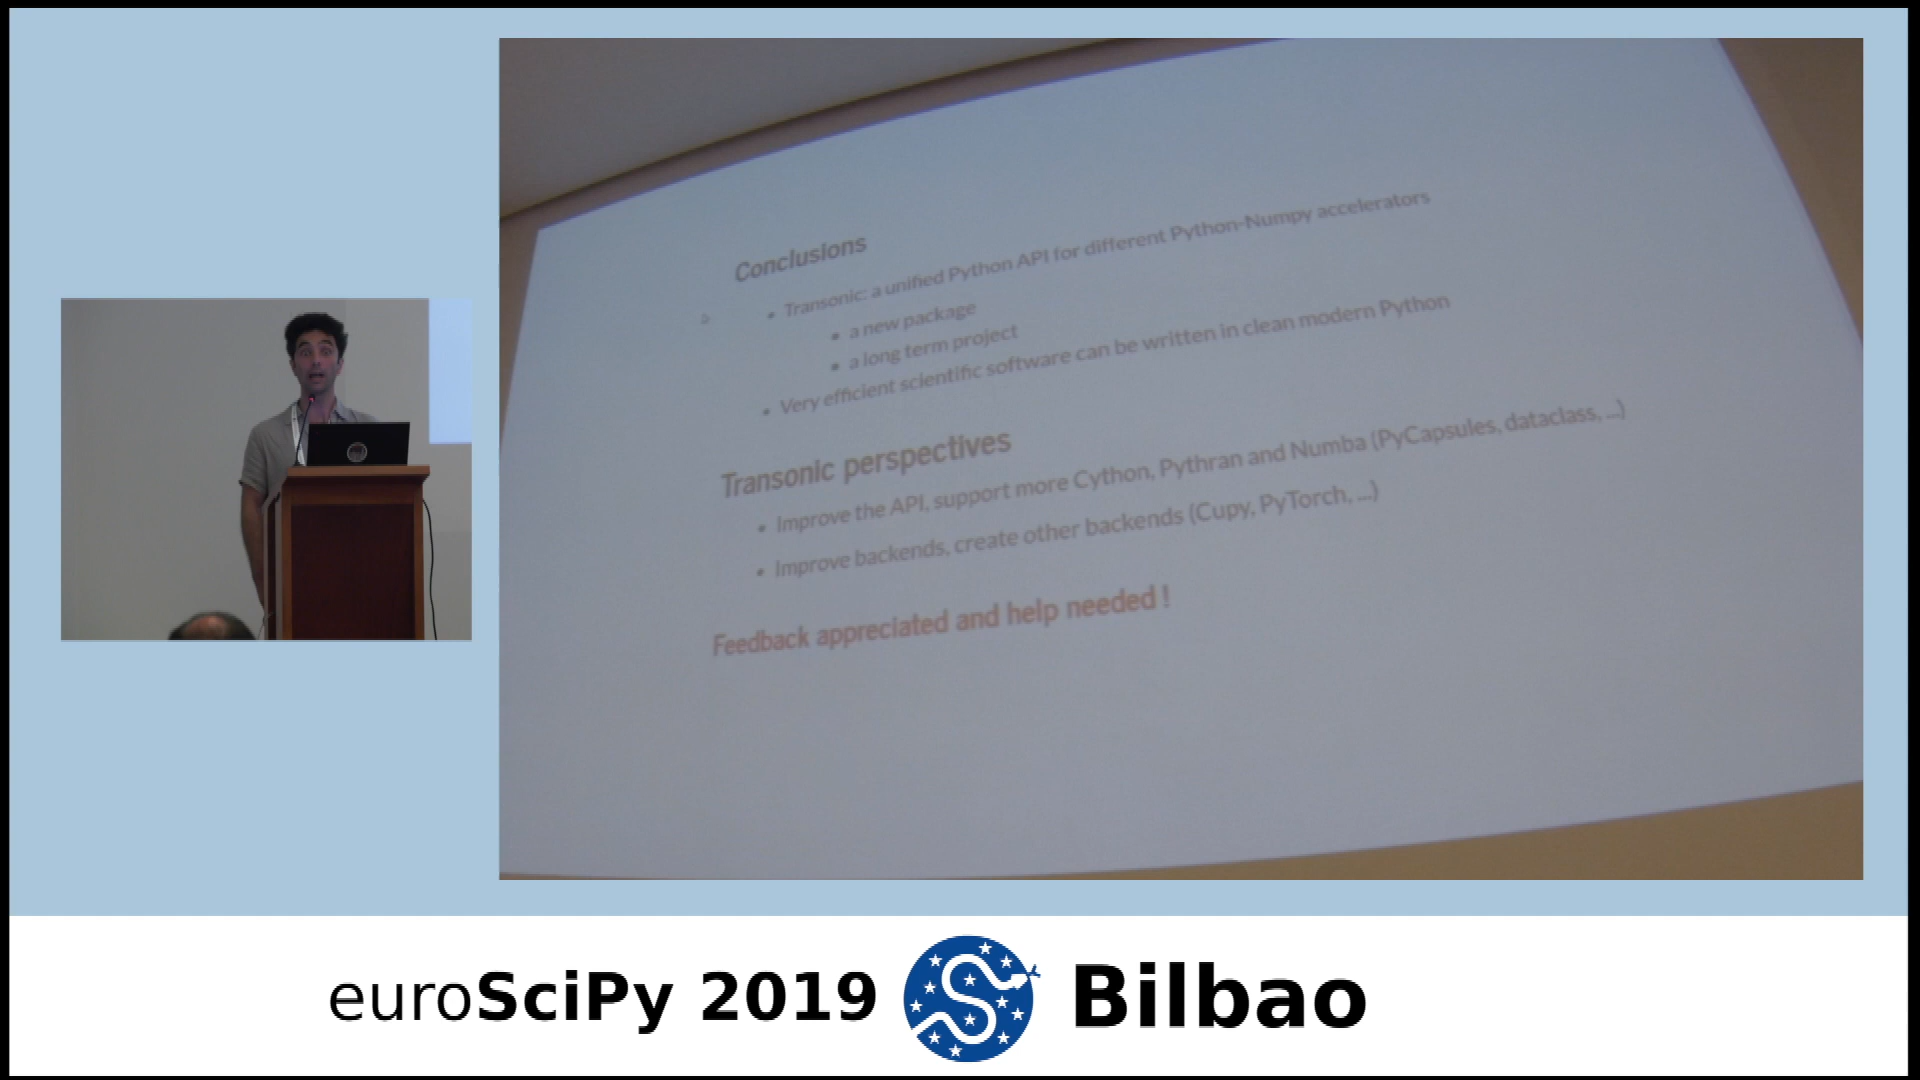 Conclusions
• Transonic: a unified Python API for different Python-Numpy accelerators
• a new package
• a long term project
• Very efficient scientific software can be written in clean modern Python
Transonic perspectives
• Improve the API, support more Cython, Pythran and Numba (PyCapsules, dataclass, ...)
• Improve backends, create other backends (Cupy, PyTorch, ...)
Feedback appreciated and help needed !
euroSciPy 2019 Bilbao